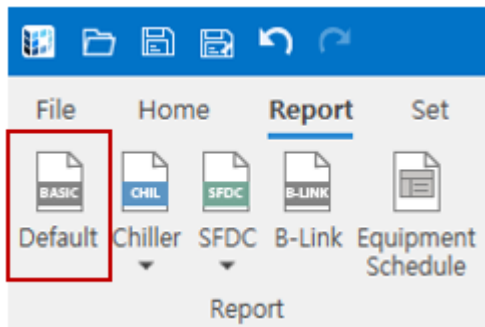 File Home Report Set
BASIC CHIL SFDC B-LINK
Default Chiller SFDC B-Link Equipment
Schedule
Report